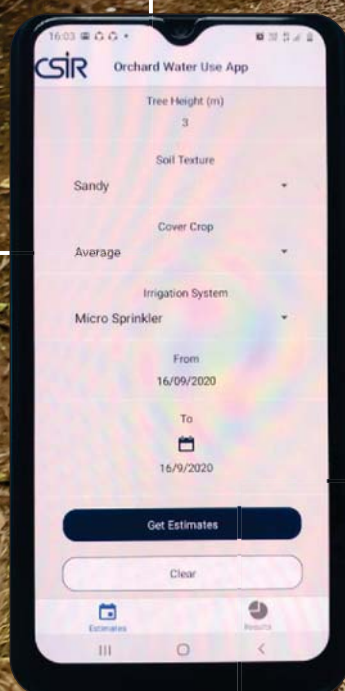 16:03
CSIR Orchard Water Use App
Tree Height (m)
3
Soil Texture
Sandy
Cover Crop
Average
Irrigation System
Micro Sprinkler
From
16/09/2020
To
16/9/2020
Get Estimates
Clear
Estimates Results